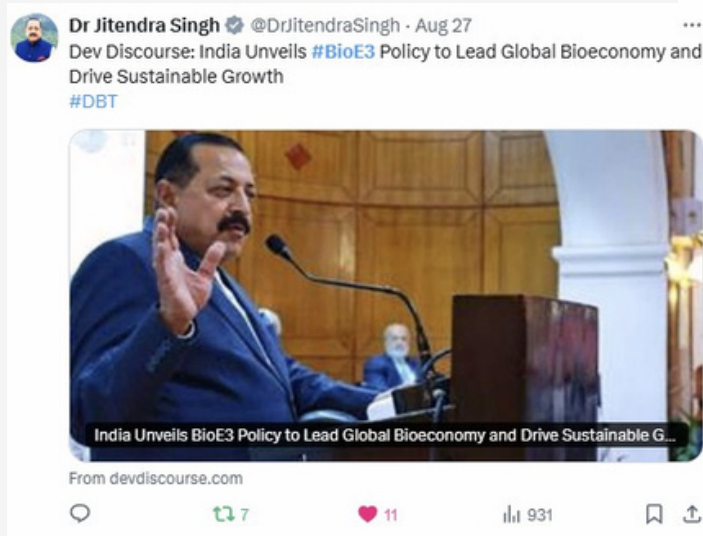 Dr Jitendra Singh @DrJitendraSingh · Aug 27
Dev Discourse: India Unveils #BioE3 Policy to Lead Global Bioeconomy and
Drive Sustainable Growth
#DBT
India Unveils BioE3 Policy to Lead Global Bioeconomy and Drive Sustainable G...
From devdiscourse.com
7 11 931